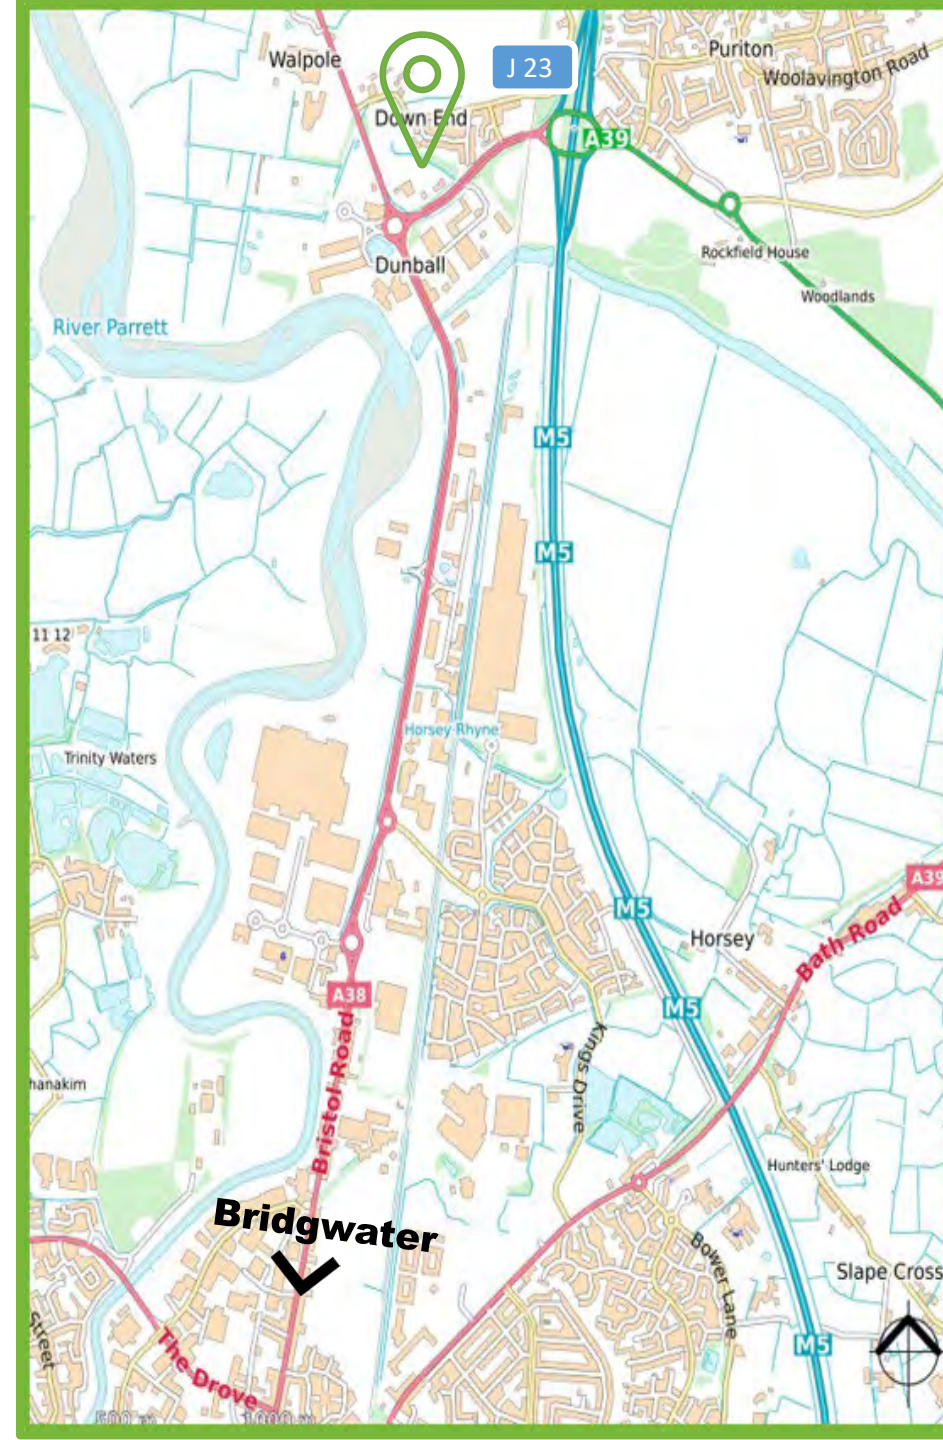 Walpole
J 23
Puriton
Woolavington Road
Down End
A39
Rockfield House
Dunball
Woodlands
River Parrett
M5
M5
11 12
Horsey Rhyne
Trinity Waters
A39
M5
Horsey
Bath Road
A38
M5
Bristol Road
Kings Drive
hanakim
Hunters' Lodge
Bridgwater
Bower Lane
Slape Cross
Street
The Drove
M5
500 m
1000 m